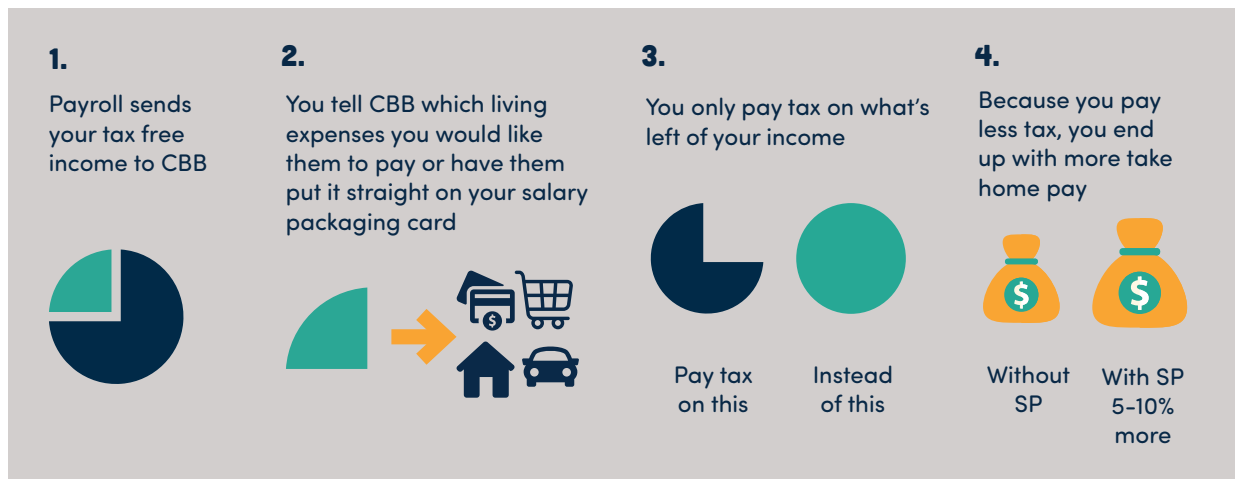 1.
Payroll sends
your tax free
income to CBB
2.
You tell CBB which living
expenses you would like
them to pay or have them
put it straight on your salary
packaging card
$
3.
You only pay tax on what's
left of your income
Pay tax
on this
Instead
of this
4.
Because you pay
less tax, you end
up with more take
home pay
$
$
Without
SP
With SP
5-10%
more